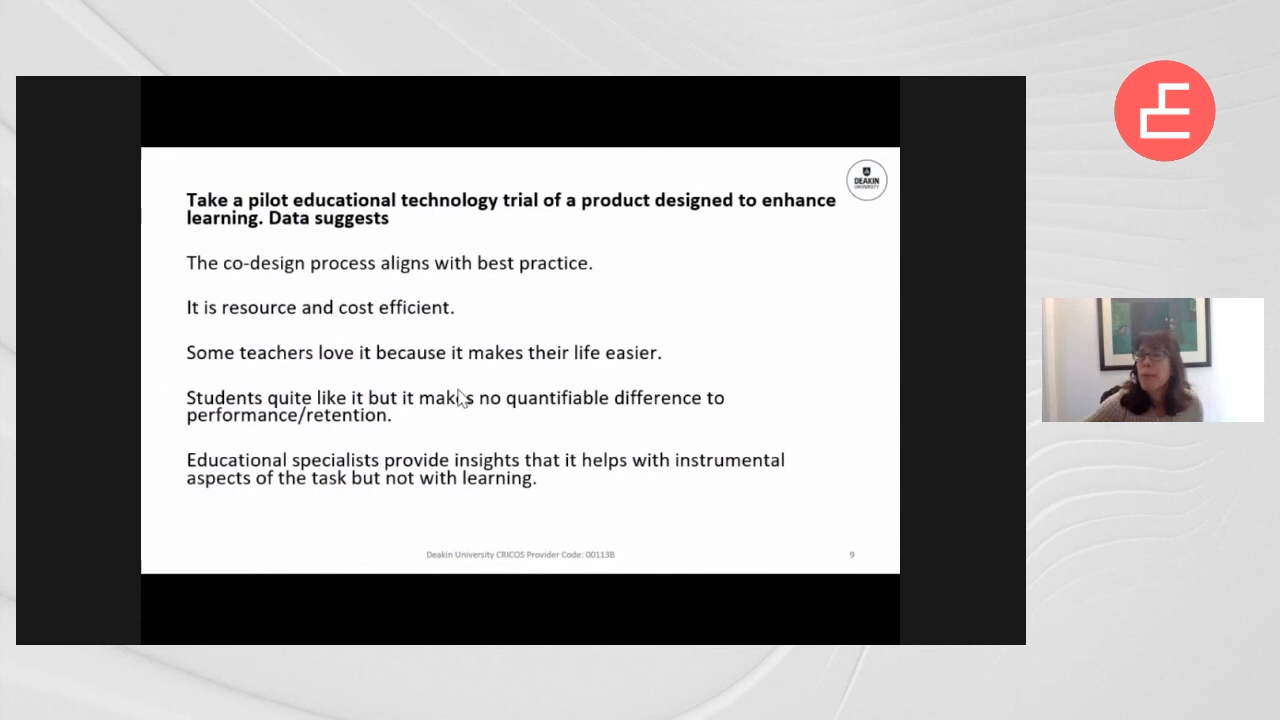 DEAKIN
UNIVERSITY
Take a pilot educational technology trial of a product designed to enhance
learning. Data suggests
The co-design process aligns with best practice.
It is resource and cost efficient.
Some teachers love it because it makes their life easier.
Students quite like it but it makes no quantifiable difference to
performance/retention.
Educational specialists provide insights that it helps with instrumental
aspects of the task but not with learning.
Deakin University CRICOS Provider Code: 00113B
9